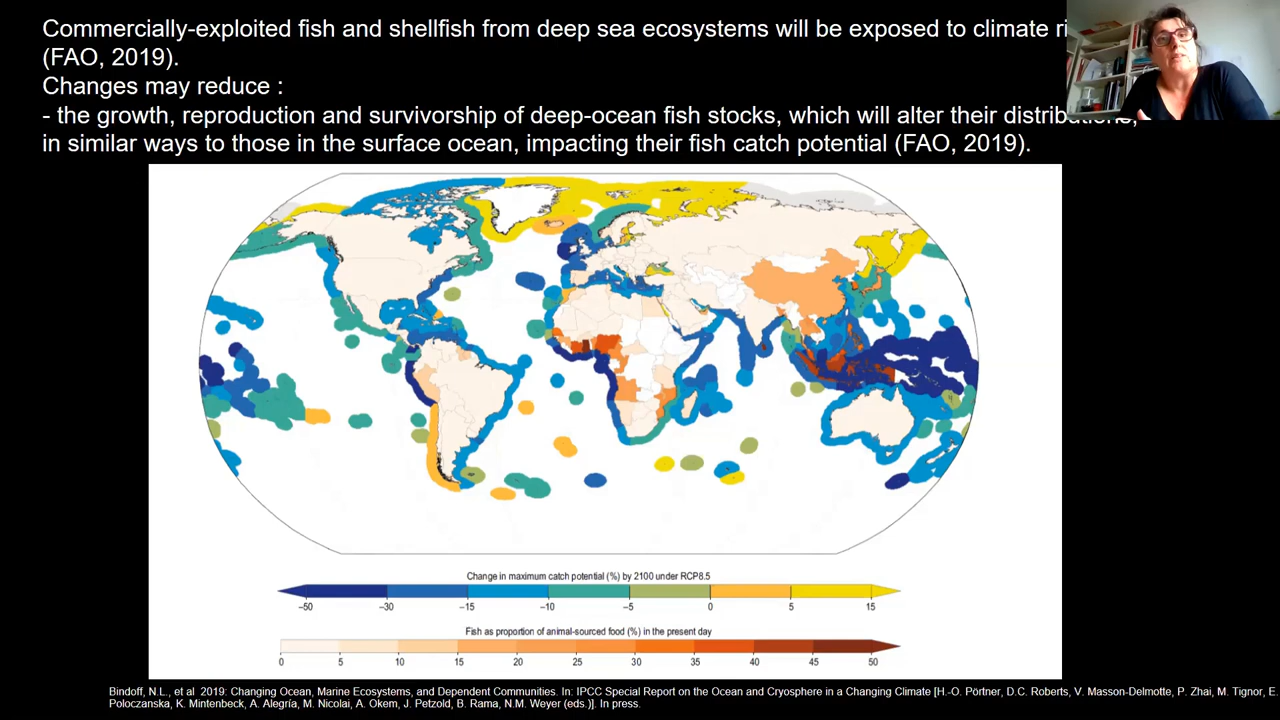 Commercially-exploited fish and shellfish from deep sea ecosystems will be exposed to climate
(FAO, 2019).
Changes may reduce :
- the growth, reproduction and survivorship of deep-ocean fish stocks, which will alter their distributions,
in similar ways to those in the surface ocean, impacting their fish catch potential (FAO, 2019).
Change in maximum catch potential (%) by 2100 under RCP8.5
−50 −30 −15 −10 −5 0 5 15
Fish as proportion of animal-sourced food (%) in the present day
0 5 10 15 20 25 30 35 40 45 50
Bindoff, N.L., et al 2019: Changing Ocean, Marine Ecosystems, and Dependent Communities. In: IPCC Special Report on the Ocean and Cryosphere in a Changing Climate [H.-O. Pörtner, D.C. Roberts, V. Masson-Delmotte, P. Zhai, M. Tignor, E.
Poloczanska, K. Mintenbeck, A. Alegría, M. Nicolai, A. Okem, J. Petzold, B. Rama, N.M. Weyer (eds.)]. In press.